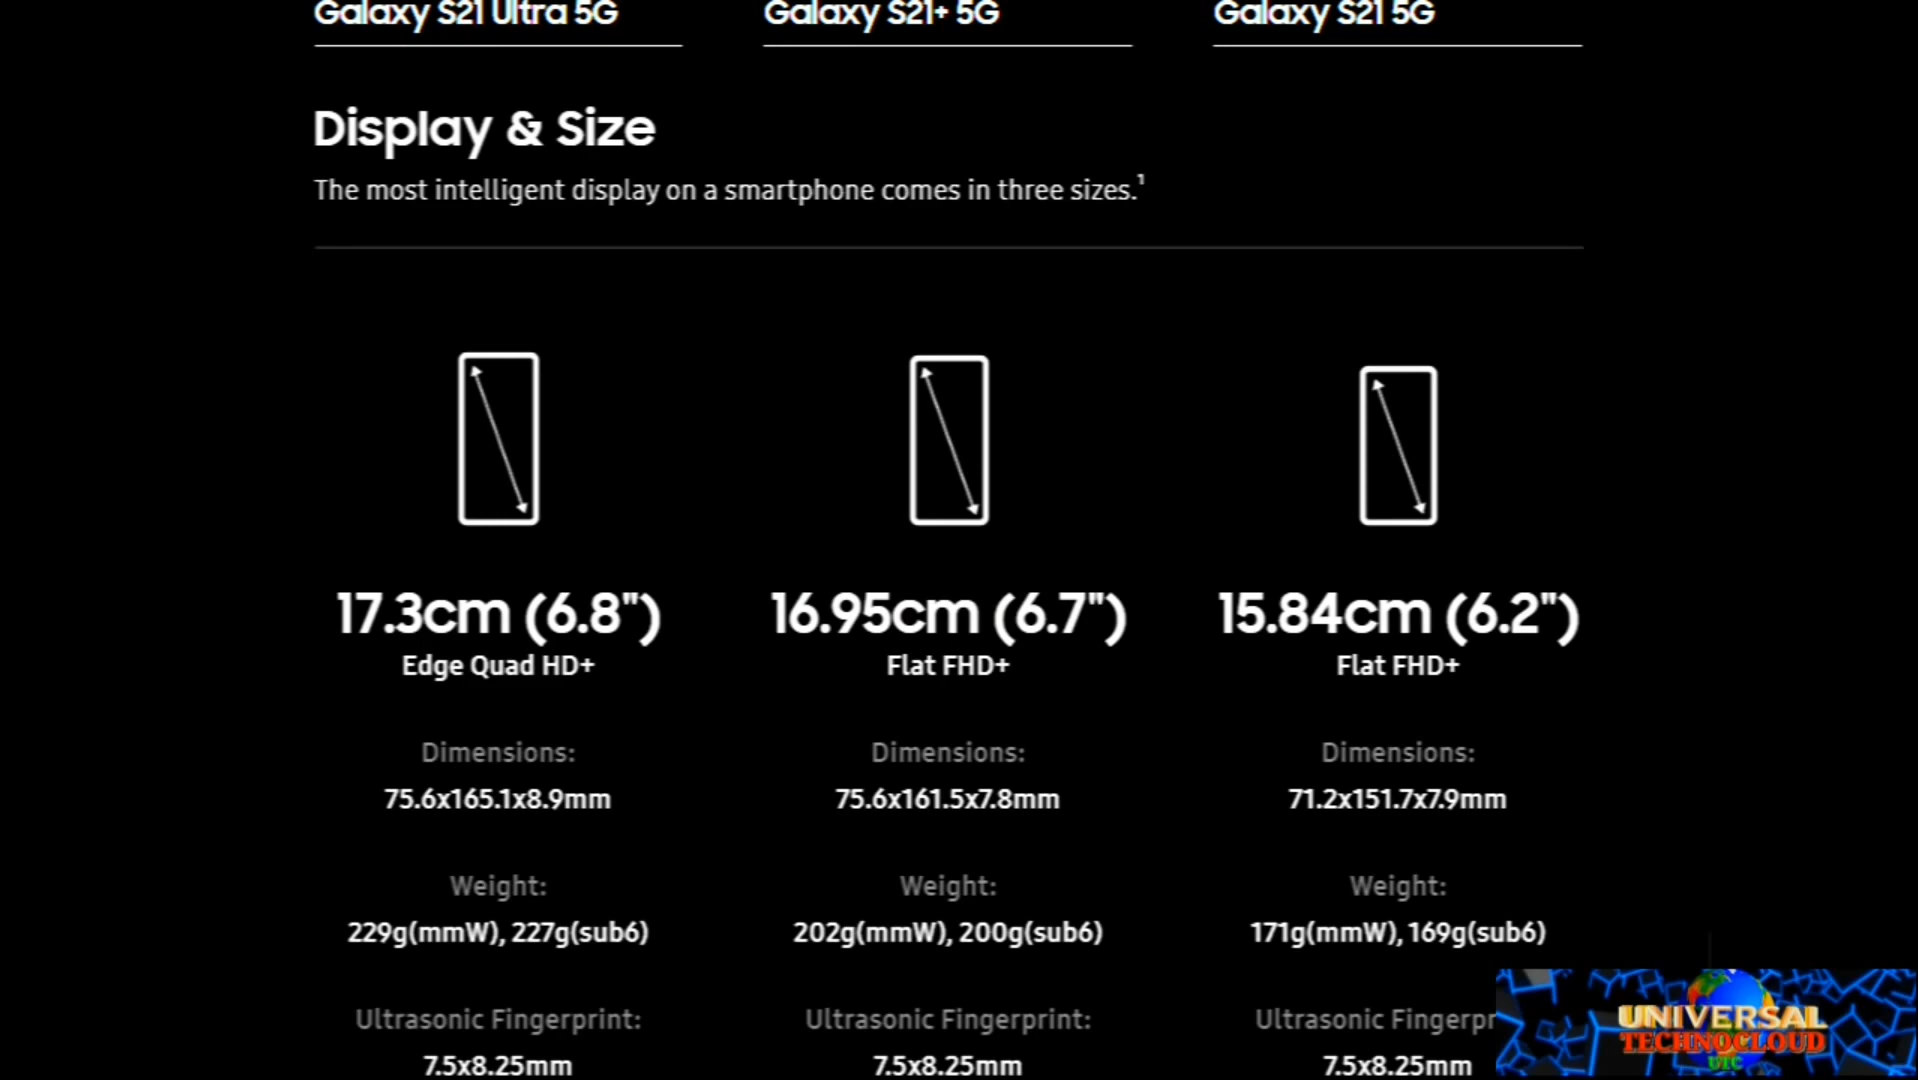 Galaxy S21 Ultra 5G
Galaxy S21+ 5G
Galaxy S21 5G
Display & Size
The most intelligent display on a smartphone comes in three sizes.¹
17.3cm (6.8")
Edge Quad HD+
Dimensions:
75.6x165.1x8.9mm
Weight:
229g(mmW), 227g(sub6)
Ultrasonic Fingerprint:
7.5x8.25mm
16.95cm (6.7")
Flat FHD+
Dimensions:
75.6x161.5x7.8mm
Weight:
202g(mmW), 200g(sub6)
Ultrasonic Fingerprint:
7.5x8.25mm
15.84cm (6.2")
Flat FHD+
Dimensions:
71.2x151.7x7.9mm
Weight:
171g(mmW), 169g(sub6)
Ultrasonic Fingerpr
7.5x8.25mm
UNIVERSAL
TECHNOCLOUD
UTC